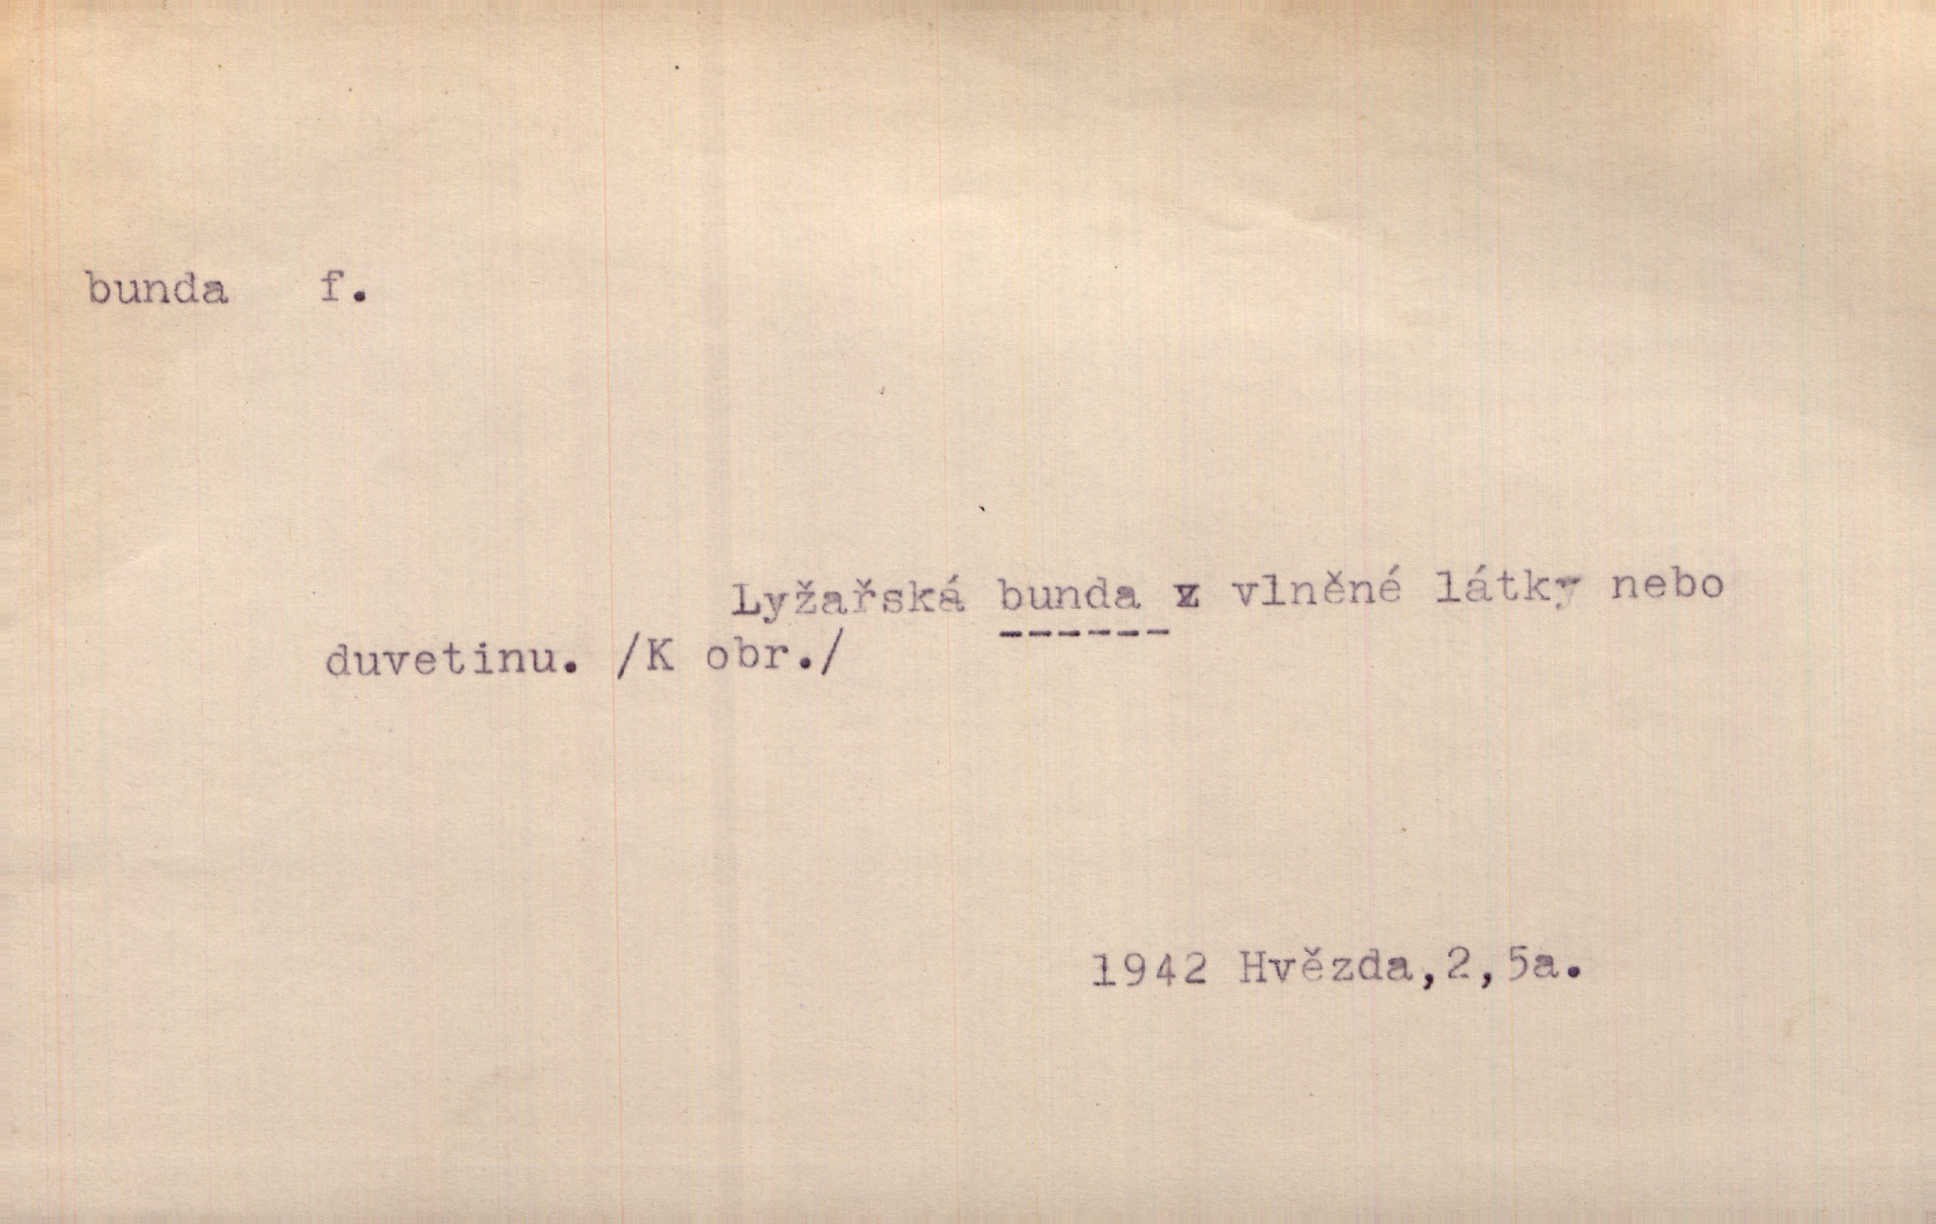 bunda f.
Lyžařská bunda z vlněné látky nebo
duvetinu. /K obr./
1942 Hvězda,2,5a.